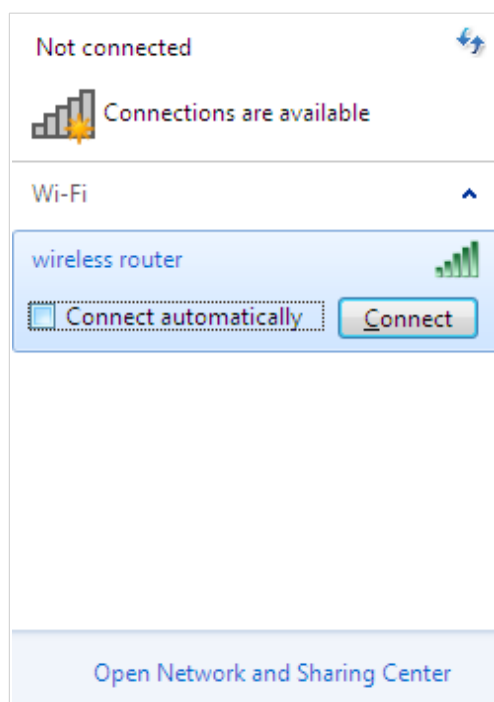 Not connected
Connections are available
Wi-Fi
wireless router
Connect automatically Connect
Open Network and Sharing Center